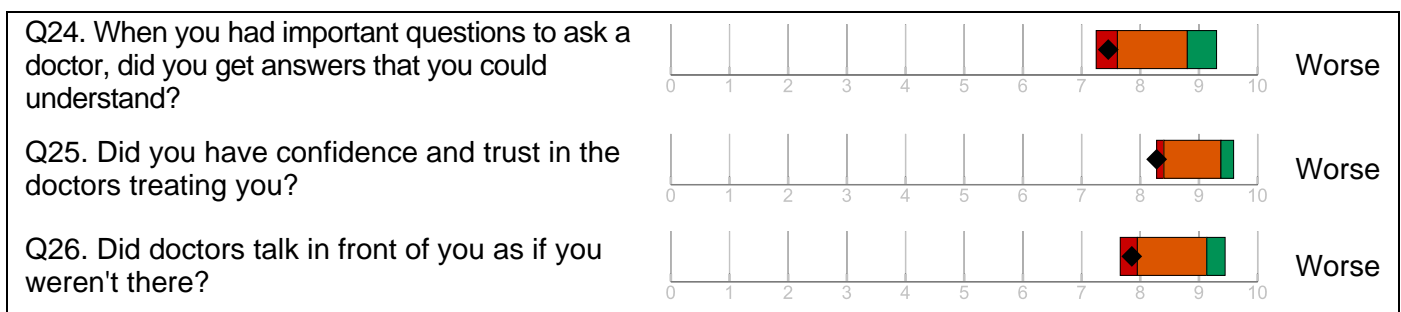 Q24. When you had important questions to ask a
doctor, did you get answers that you could
understand?
0 1 2 3 4 5 6 7 8 9 10
Worse
Q25. Did you have confidence and trust in the
doctors treating you?
0 1 2 3 4 5 6 7 8 9 10
Worse
Q26. Did doctors talk in front of you as if you
weren't there?
0 1 2 3 4 5 6 7 8 9 10
Worse